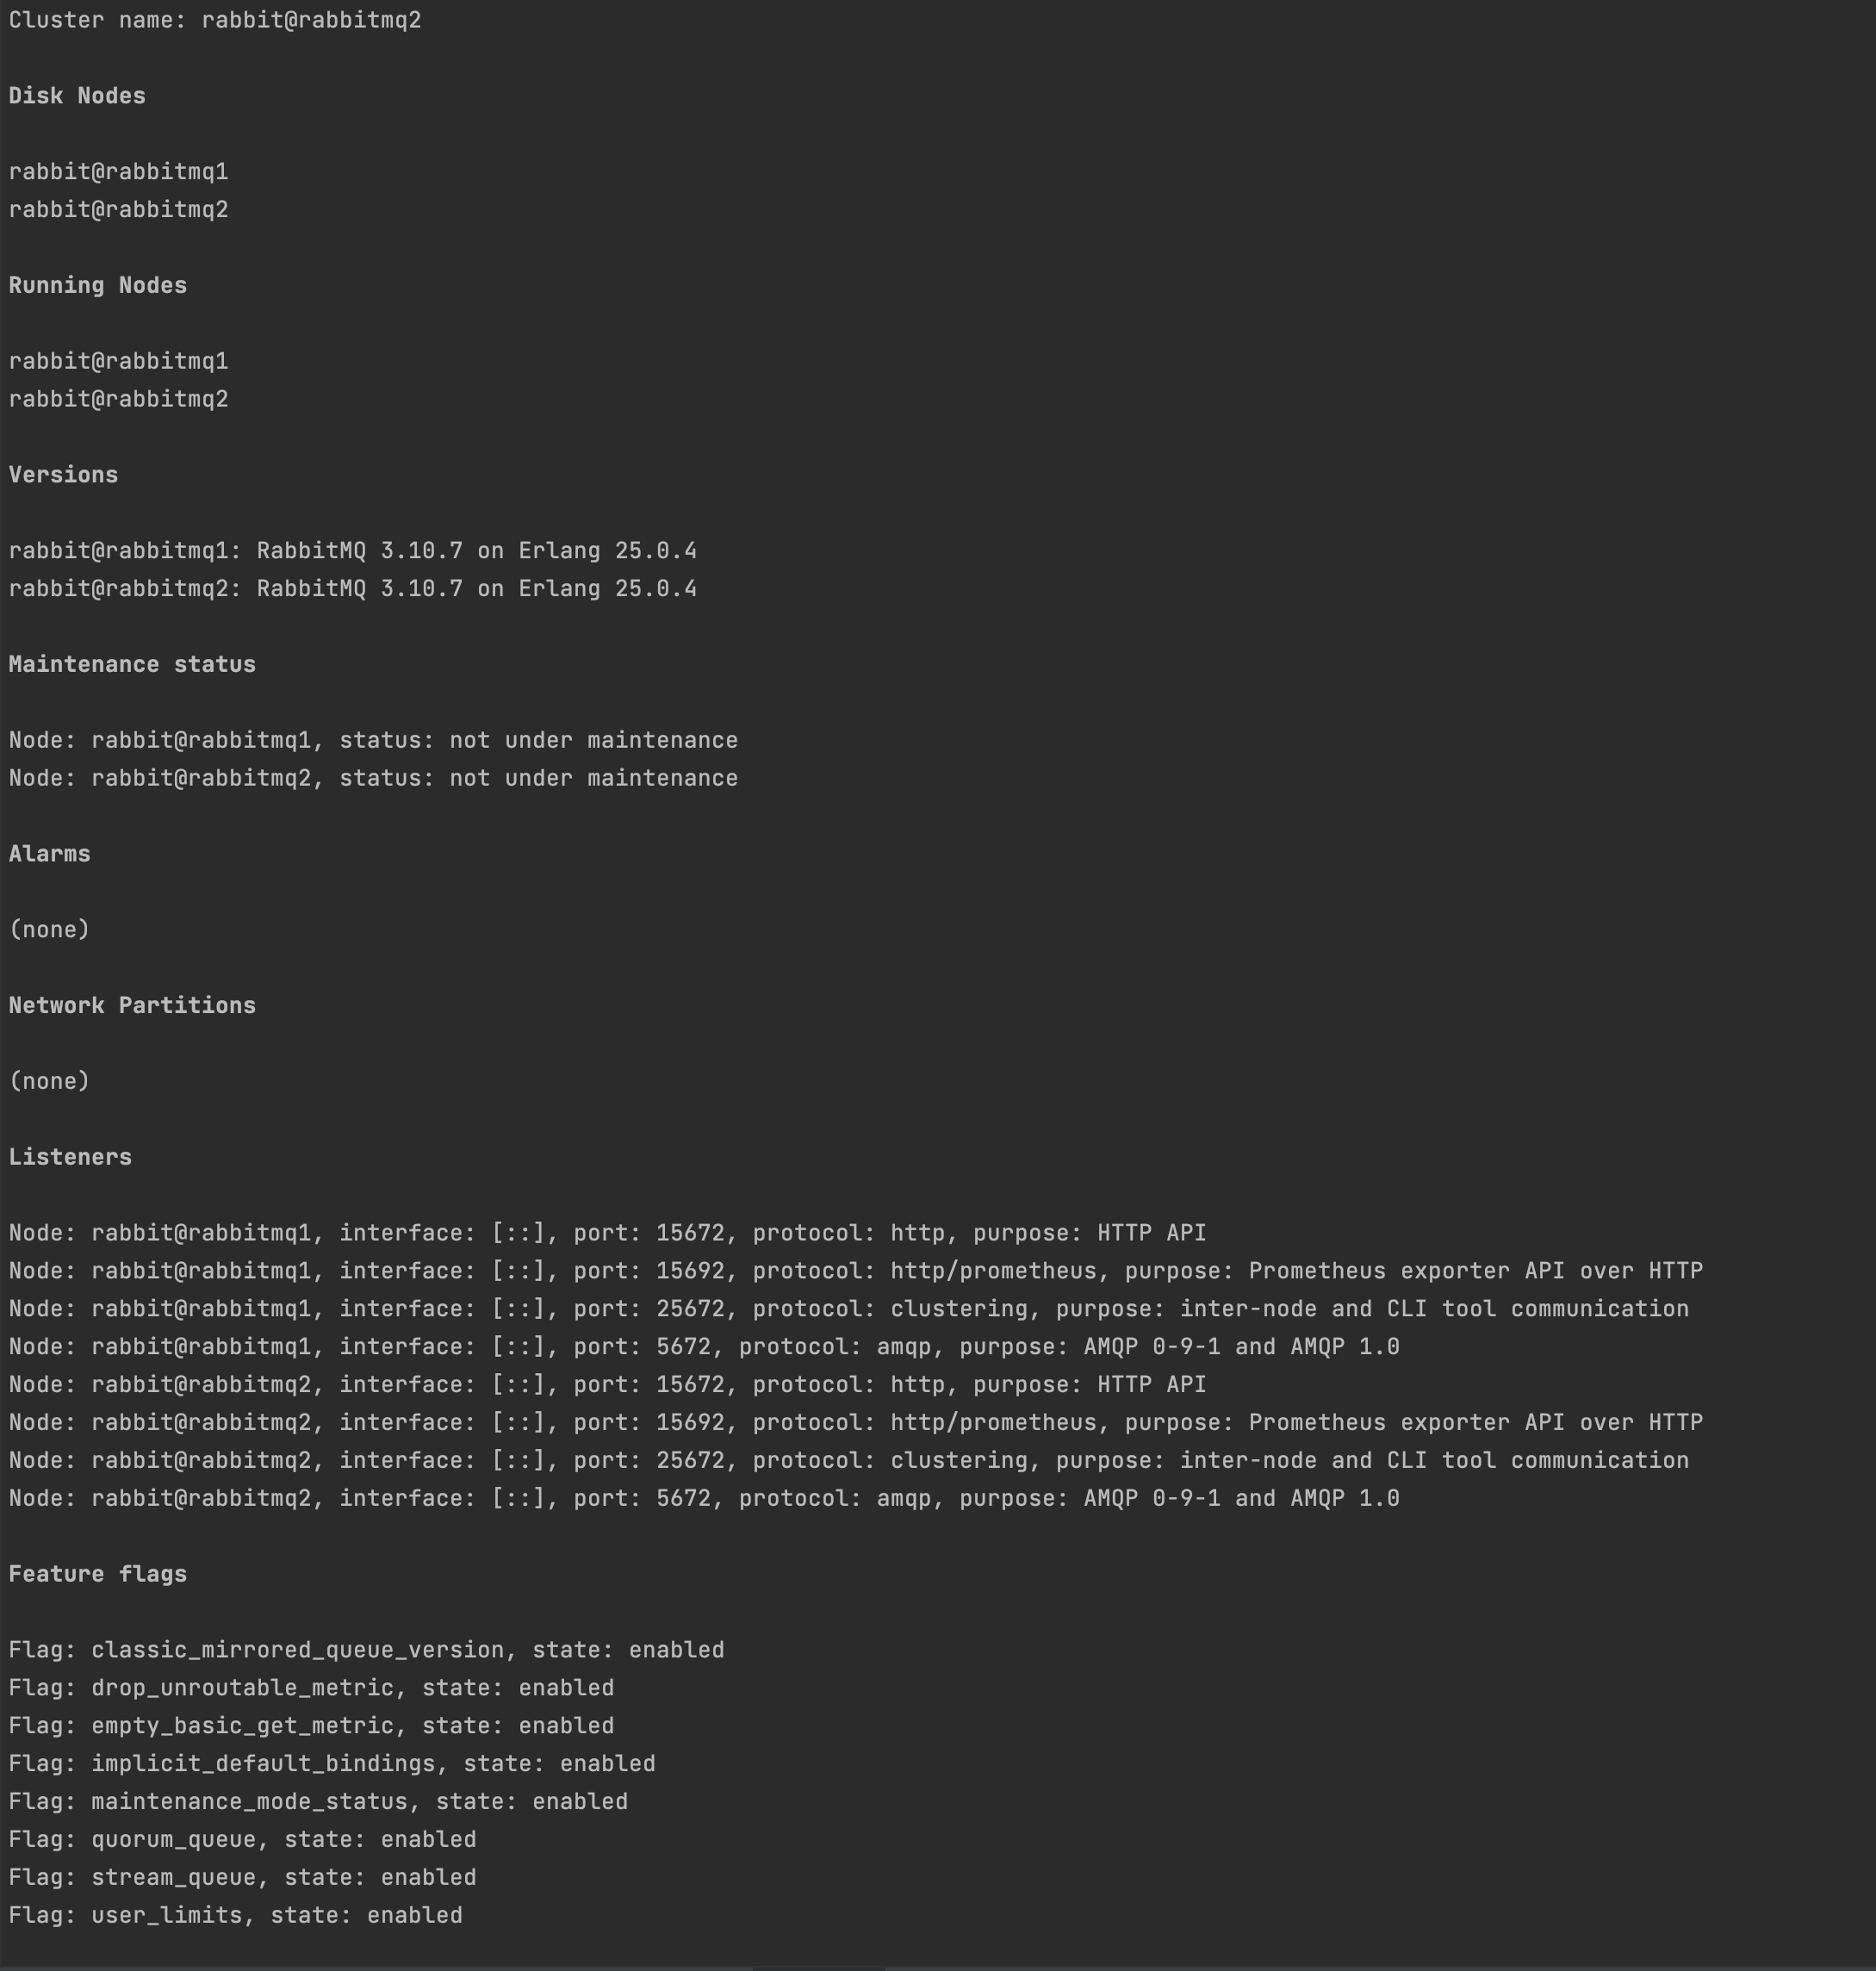 Cluster name: rabbit@rabbitmq2
Disk Nodes
rabbit@rabbitmq1
rabbit@rabbitmq2
Running Nodes
rabbit@rabbitmq1
rabbit@rabbitmq2
Versions
rabbit@rabbitmq1: RabbitMQ 3.10.7 on Erlang 25.0.4
rabbit@rabbitmq2: RabbitMQ 3.10.7 on Erlang 25.0.4
Maintenance status
Node: rabbit@rabbitmq1, status: not under maintenance
Node: rabbit@rabbitmq2, status: not under maintenance
Alarms
(none)
Network Partitions
(none)
Listeners
Node: rabbit@rabbitmq1, interface: [::], port: 15672, protocol: http, purpose: HTTP API
Node: rabbit@rabbitmq1, interface: [::], port: 15692, protocol: http/prometheus, purpose: Prometheus exporter API over HTTP
Node: rabbit@rabbitmq1, interface: [::], port: 25672, protocol: clustering, purpose: inter-node and CLI tool communication
Node: rabbit@rabbitmq1, interface: [::], port: 5672, protocol: amqp, purpose: AMQP 0-9-1 and AMQP 1.0
Node: rabbit@rabbitmq2, interface: [::], port: 15672, protocol: http, purpose: HTTP API
Node: rabbit@rabbitmq2, interface: [::], port: 15692, protocol: http/prometheus, purpose: Prometheus exporter API over HTTP
Node: rabbit@rabbitmq2, interface: [::], port: 25672, protocol: clustering, purpose: inter-node and CLI tool communication
Node: rabbit@rabbitmq2, interface: [::], port: 5672, protocol: amqp, purpose: AMQP 0-9-1 and AMQP 1.0
Feature flags
Flag: classic_mirrored_queue_version, state: enabled
Flag: drop_unroutable_metric, state: enabled
Flag: empty_basic_get_metric, state: enabled
Flag: implicit_default_bindings, state: enabled
Flag: maintenance_mode_status, state: enabled
Flag: quorum_queue, state: enabled
Flag: stream_queue, state: enabled
Flag: user_limits, state: enabled